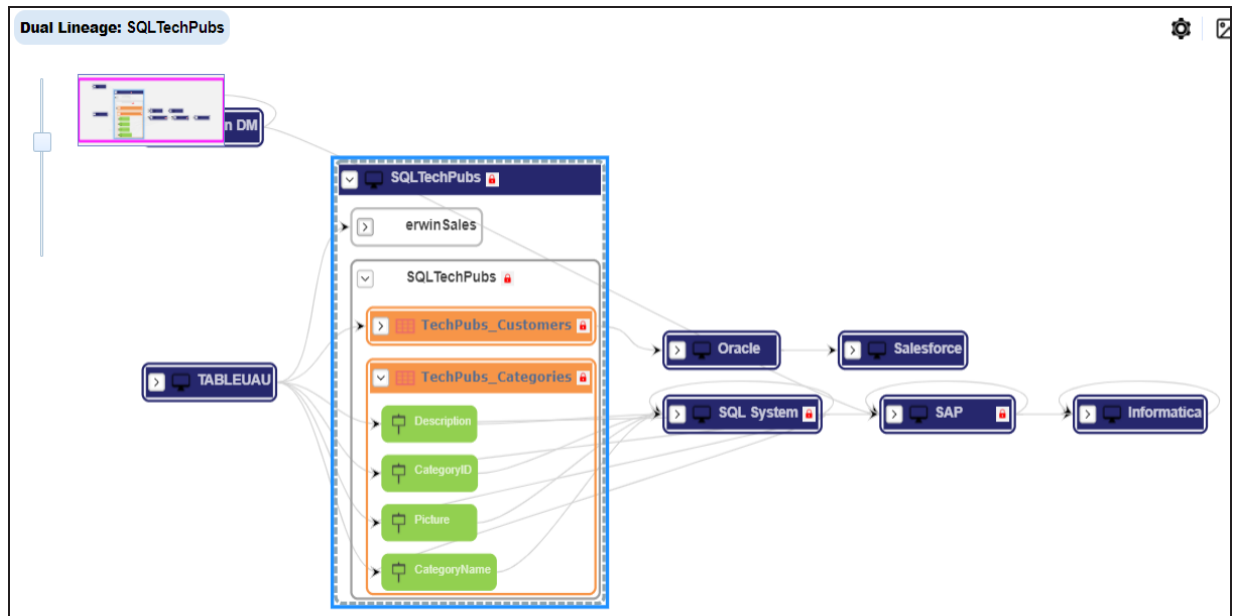 Dual Lineage: SQLTechPubs
n DM
SQLTechPubs
erwinSales
SQLTechPubs
TechPubs_Customers
TechPubs_Categories
Description
CategoryID
Picture
CategoryName
TABLEUAU
Oracle
Salesforce
SQL System
SAP
Informatica